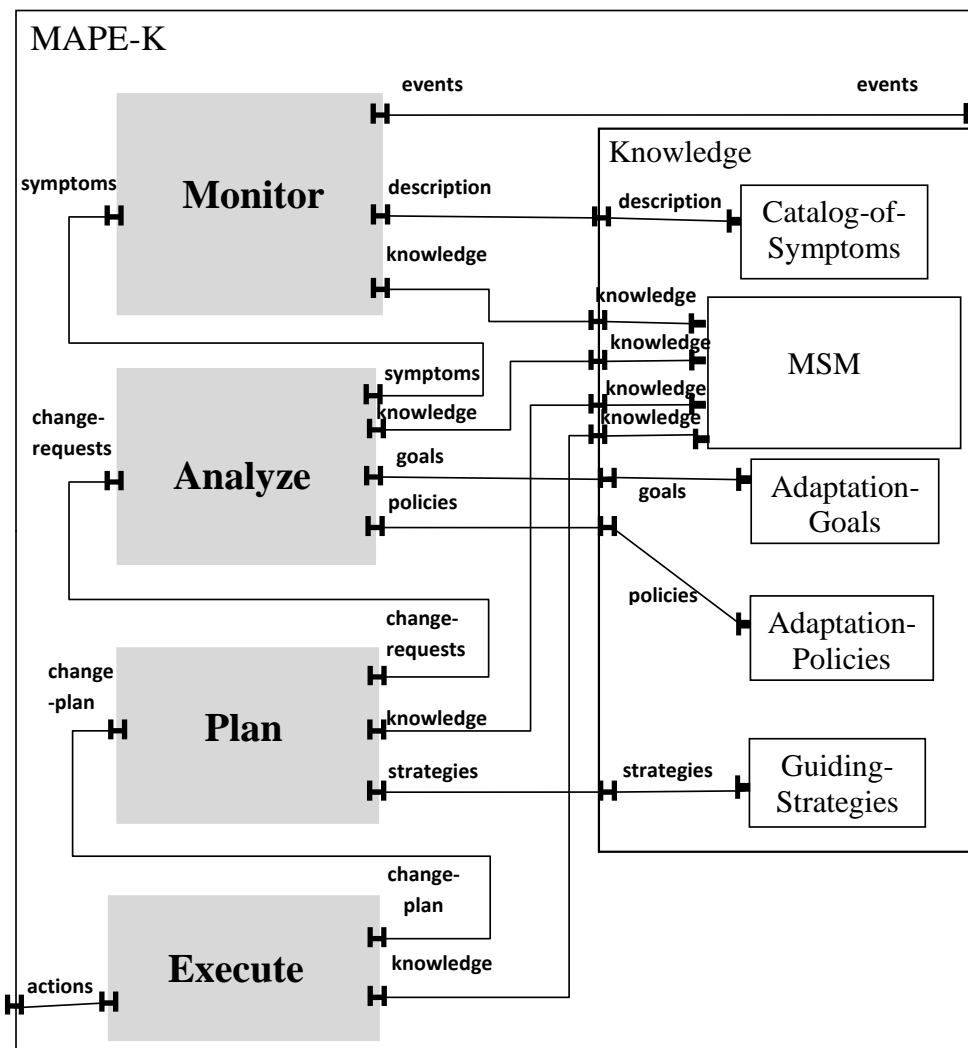 MAPE-K
events
events
Knowledge
symptoms
Monitor
description
description
Catalog-of-
Symptoms
knowledge
knowledge
knowledge
MSM
symptoms
knowledge
knowledge
knowledge
change-
requests
Analyze
goals
goals
Adaptation-
Goals
policies
policies
Adaptation-
Policies
change-
requests
change
-plan
Plan
knowledge
strategies
strategies
Guiding-
Strategies
change-
plan
Execute
knowledge
actions